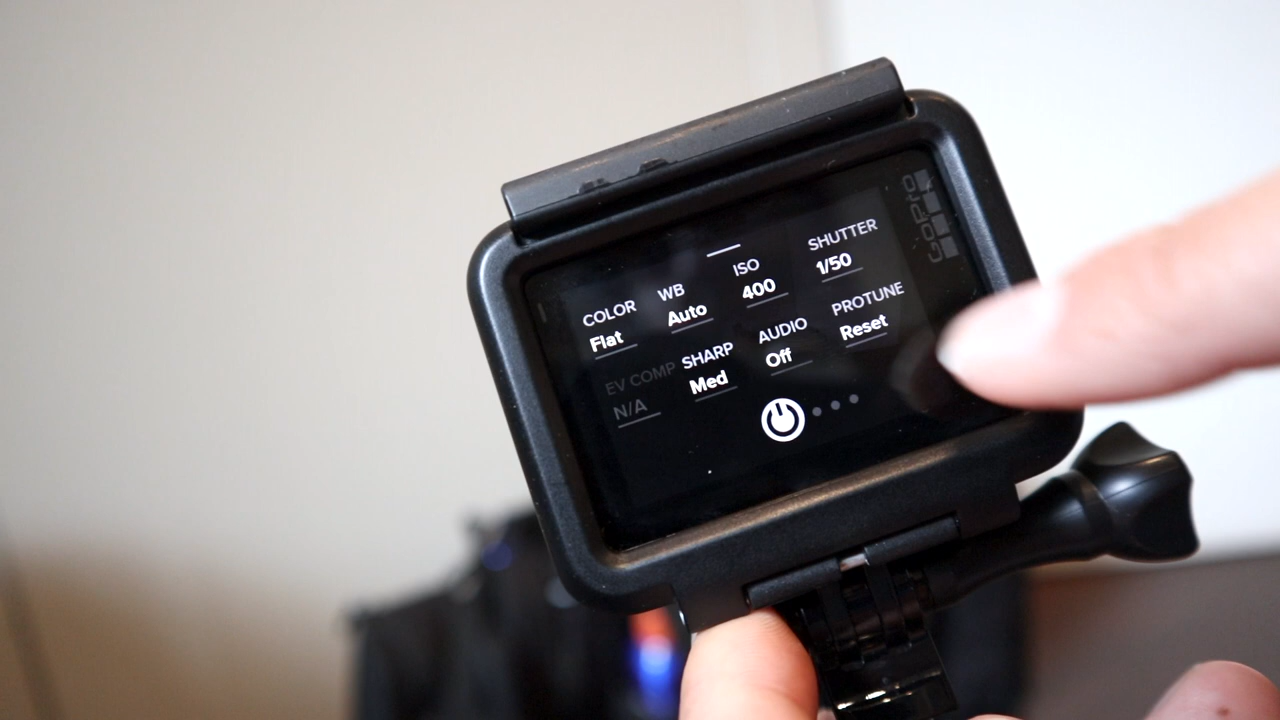 COLOR WB ISO SHUTTER
Flat Auto 400 1/50
EV COMP SHARP AUDIO PROTUNE
N/A Med Off Reset
GoPro